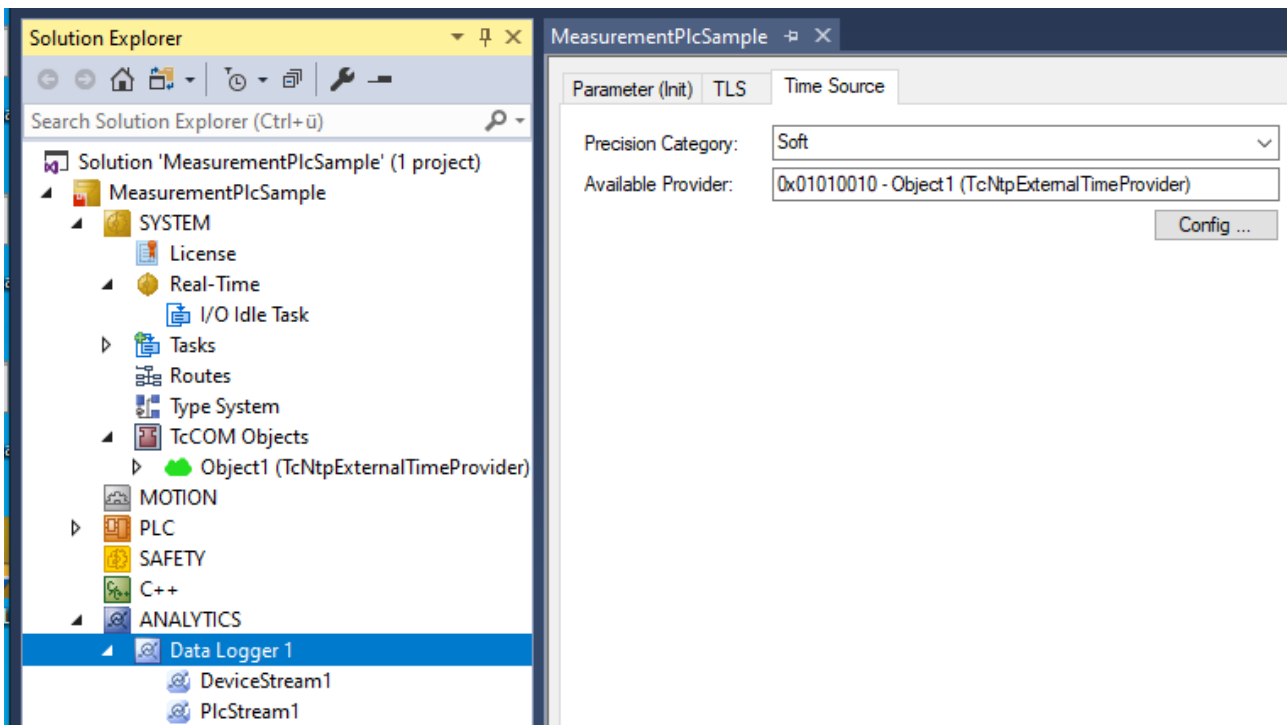 Solution Explorer
Search Solution Explorer (Ctrl+ü)
Solution 'MeasurementPlcSample' (1 project)
MeasurementPlcSample
SYSTEM
License
Real-Time
I/O Idle Task
Tasks
Routes
Type System
TcCOM Objects
Object1 (TcNtpExternalTimeProvider)
MOTION
PLC
SAFETY
C++
ANALYTICS
Data Logger 1
DeviceStream1
PlcStream1
MeasurementPlcSample
Parameter (Init) TLS Time Source
Precision Category: Soft
Available Provider: 0x01010010 - Object1 (TcNtpExternalTimeProvider)
Config ...